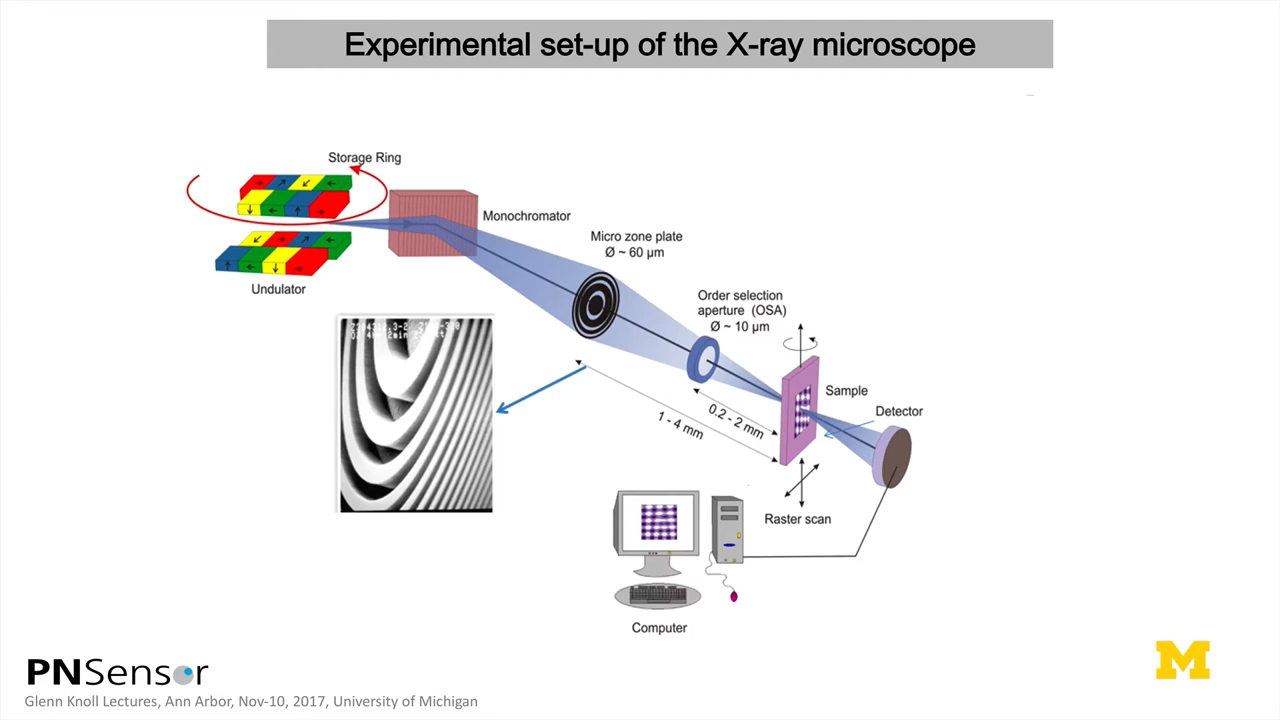 Experimental set-up of the X-ray microscope
Storage Ring
Monochromator
Micro zone plate
Ø ~ 60 µm
Undulator
Order selection
aperture (OSA)
Ø ~ 10 µm
Sample
Detector
0.2 - 2 mm
1 - 4 mm
Raster scan
Computer
PNSensor
M
Glenn Knoll Lectures, Ann Arbor, Nov-10, 2017, University of Michigan